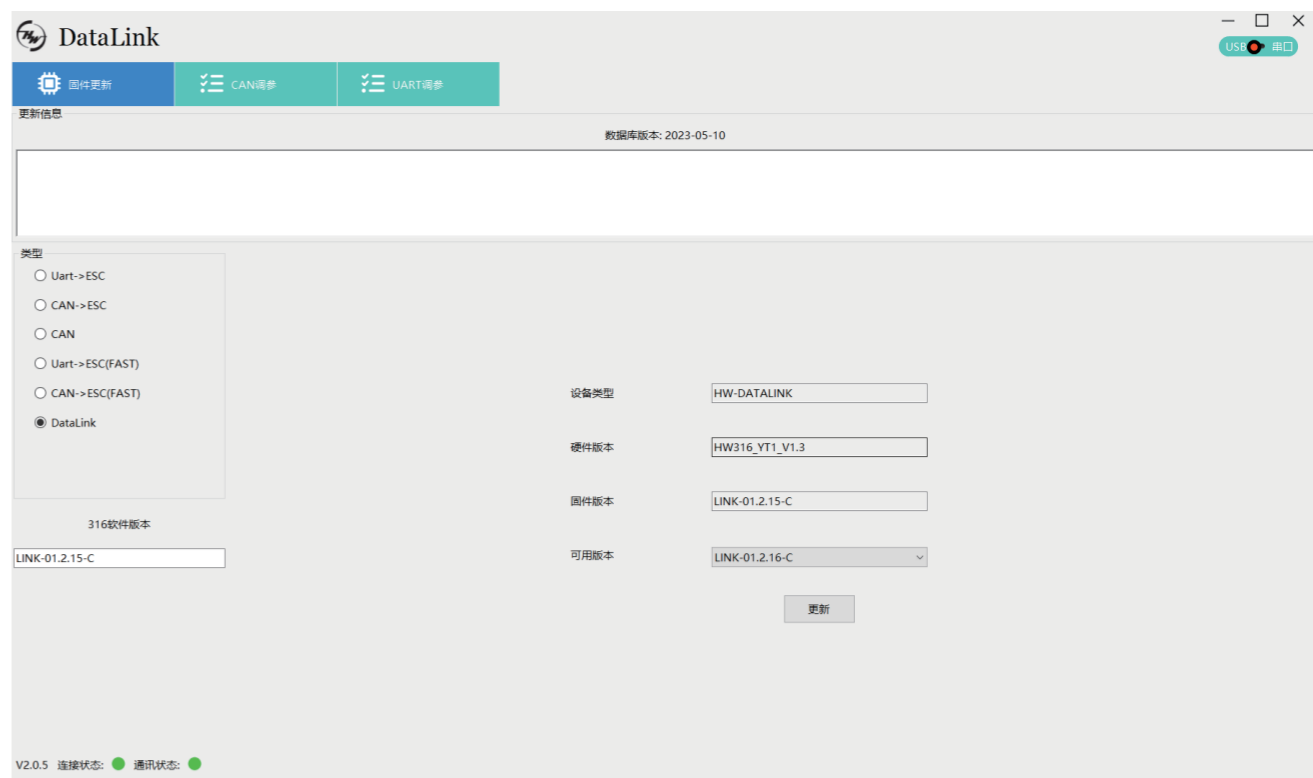 DataLink
USB 串口
固件更新 CAN调参 UART调参
更新信息
数据库版本: 2023-05-10
类型
Uart->ESC
CAN->ESC
CAN
Uart->ESC(FAST)
CAN->ESC(FAST)
DataLink
316软件版本
LINK-01.2.15-C
设备类型 HW-DATALINK
硬件版本 HW316_YT1_V1.3
固件版本 LINK-01.2.15-C
可用版本 LINK-01.2.16-C
更新
V2.0.5 连接状态: 通讯状态: